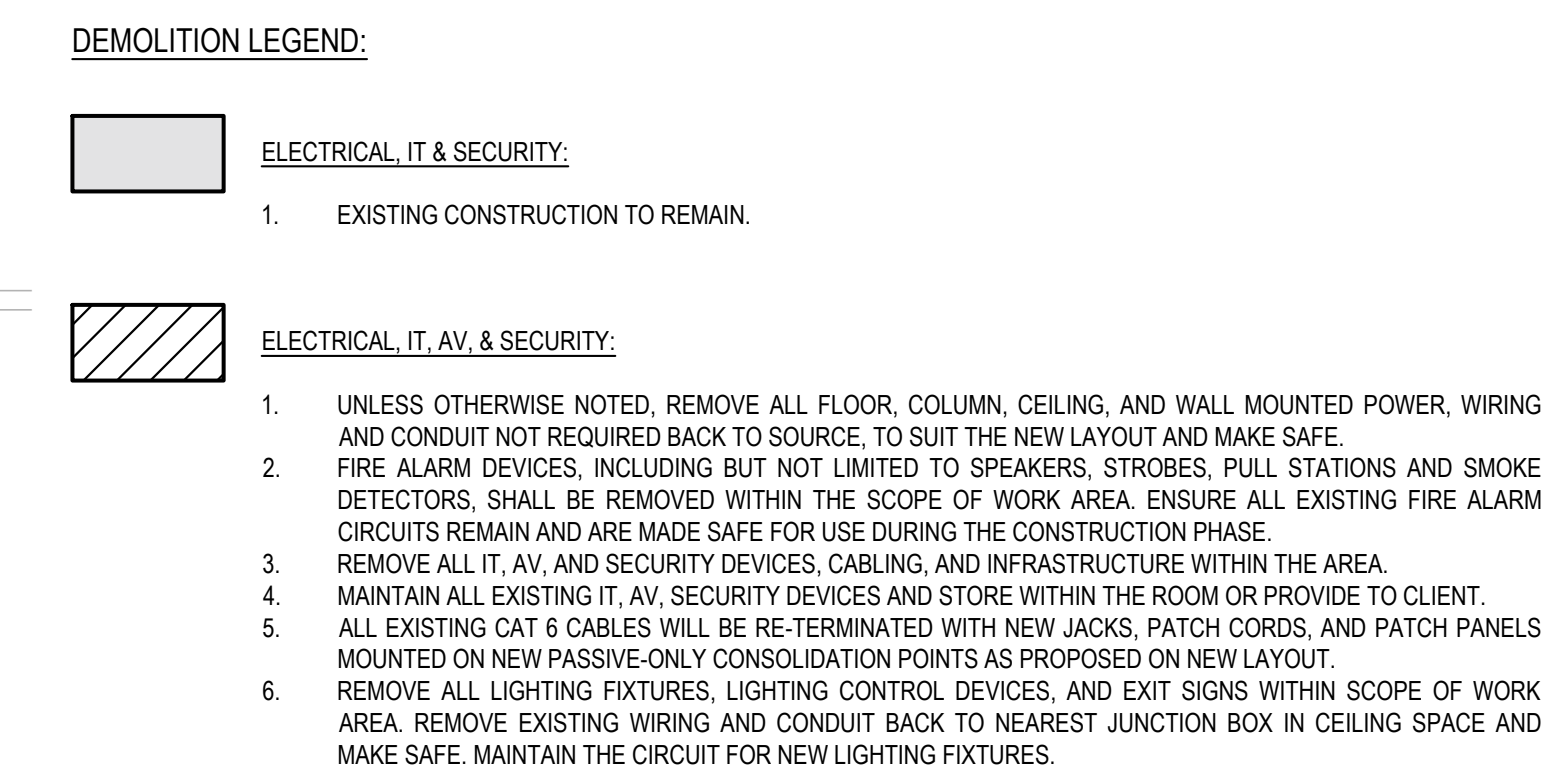 DEMOLITION LEGEND:
ELECTRICAL, IT & SECURITY:
1. EXISTING CONSTRUCTION TO REMAIN.
ELECTRICAL, IT, AV, & SECURITY:
1. UNLESS OTHERWISE NOTED, REMOVE ALL FLOOR, COLUMN, CEILING, AND WALL MOUNTED POWER, WIRING
AND CONDUIT NOT REQUIRED BACK TO SOURCE, TO SUIT THE NEW LAYOUT AND MAKE SAFE.
2. FIRE ALARM DEVICES, INCLUDING BUT NOT LIMITED TO SPEAKERS, STROBES, PULL STATIONS AND SMOKE
DETECTORS, SHALL BE REMOVED WITHIN THE SCOPE OF WORK AREA. ENSURE ALL EXISTING FIRE ALARM
CIRCUITS REMAIN AND ARE MADE SAFE FOR USE DURING THE CONSTRUCTION PHASE.
3. REMOVE ALL IT, AV, AND SECURITY DEVICES, CABLING, AND INFRASTRUCTURE WITHIN THE AREA.
4. MAINTAIN ALL EXISTING IT, AV, SECURITY DEVICES AND STORE WITHIN THE ROOM OR PROVIDE TO CLIENT.
5. ALL EXISTING CAT 6 CABLES WILL BE RE-TERMINATED WITH NEW JACKS, PATCH CORDS, AND PATCH PANELS
MOUNTED ON NEW PASSIVE-ONLY CONSOLIDATION POINTS AS PROPOSED ON NEW LAYOUT.
6. REMOVE ALL LIGHTING FIXTURES, LIGHTING CONTROL DEVICES, AND EXIT SIGNS WITHIN SCOPE OF WORK
AREA. REMOVE EXISTING WIRING AND CONDUIT BACK TO NEAREST JUNCTION BOX IN CEILING SPACE AND
MAKE SAFE. MAINTAIN THE CIRCUIT FOR NEW LIGHTING FIXTURES.